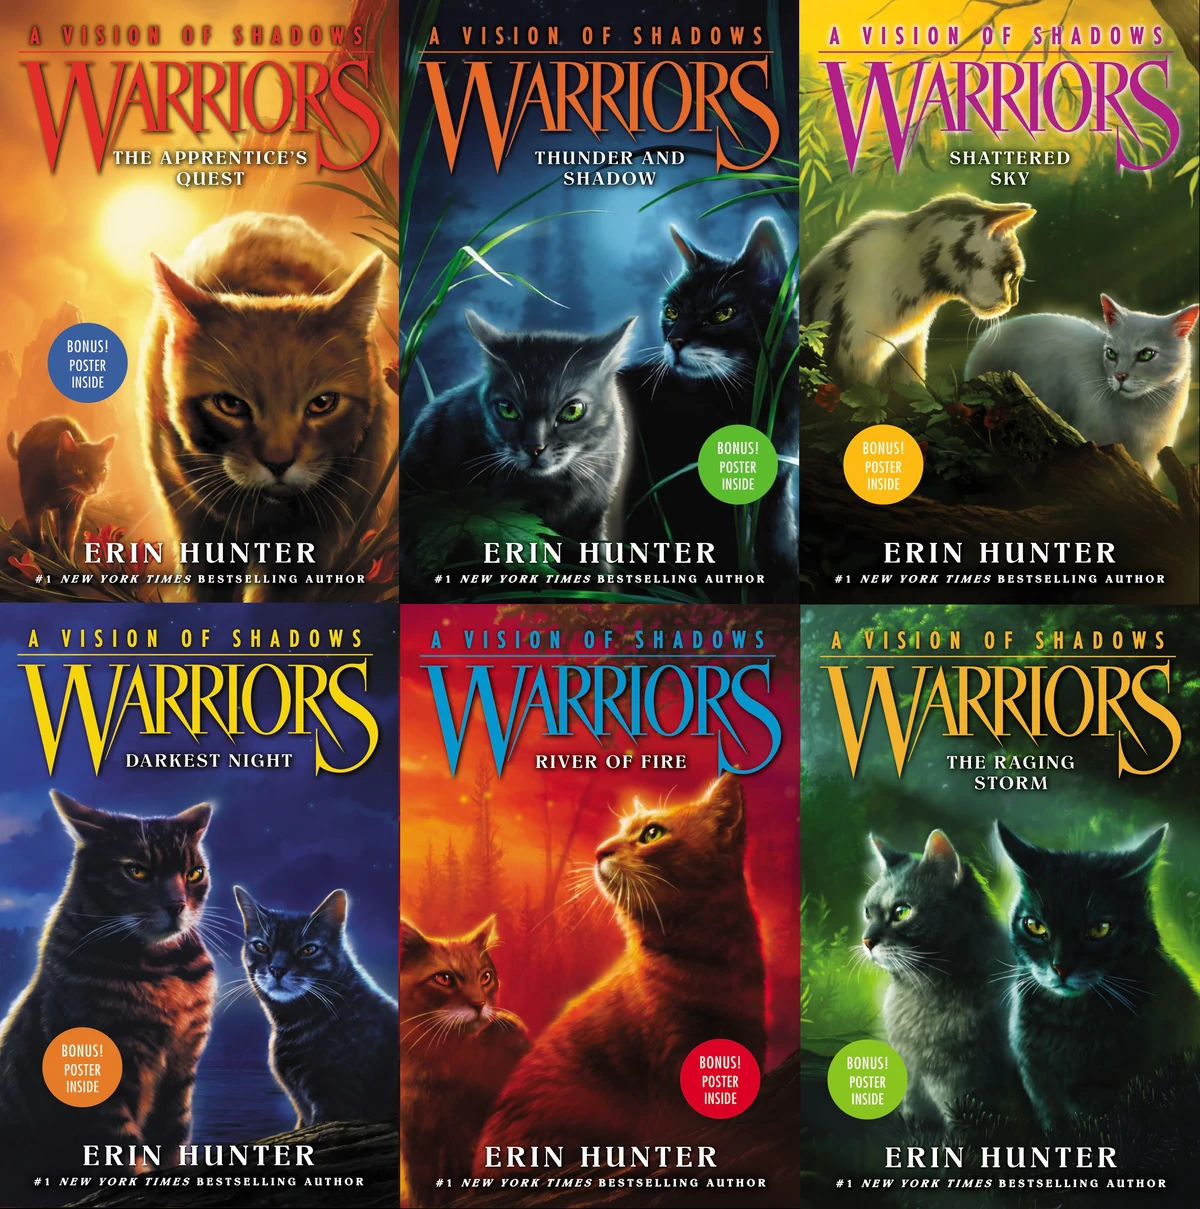 A VISION OF SHADOWS
WARRIORS
THE APPRENTICE'S
QUEST
BONUS!
POSTER
INSIDE
ERIN HUNTER
#1 NEW YORK TIMES BESTSELLING AUTHOR
A VISION OF SHADOWS
WARRIORS
THUNDER AND
SHADOW
BONUS!
POSTER
INSIDE
ERIN HUNTER
#1 NEW YORK TIMES BESTSELLING AUTHOR
A VISION OF SHADOWS
WARRIORS
SHATTERED
SKY
BONUS!
POSTER
INSIDE
ERIN HUNTER
#1 NEW YORK TIMES BESTSELLING AUTHOR
A VISION OF SHADOWS
WARRIORS
DARKEST NIGHT
BONUS!
POSTER
INSIDE
ERIN HUNTER
#1 NEW YORK TIMES BESTSELLING AUTHOR
A VISION OF SHADOWS
WARRIORS
RIVER OF FIRE
BONUS!
POSTER
INSIDE
ERIN HUNTER
#1 NEW YORK TIMES BESTSELLING AUTHOR
A VISION OF SHADOWS
WARRIORS
THE RAGING
STORM
BONUS!
POSTER
INSIDE
ERIN HUNTER
#1 NEW YORK TIMES BESTSELLING AUTHOR